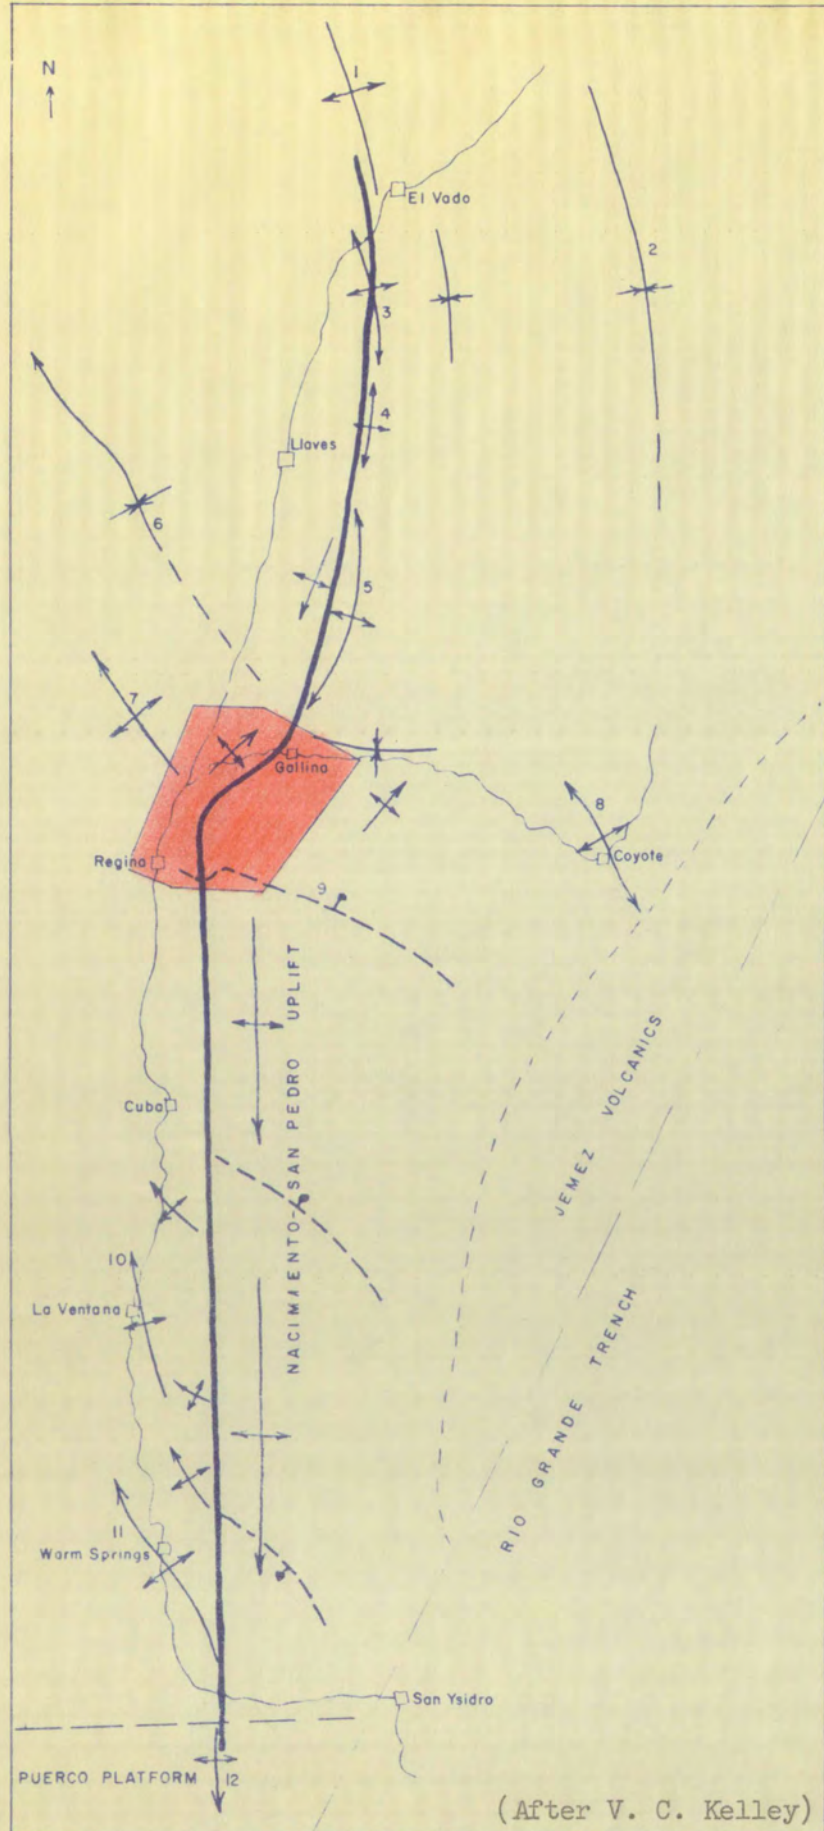 N
1
El Vado
2
3
4
Llaves
6
5
7
Gallina
8
Regina
Coyote
9
NACIMIENTO-SAN PEDRO UPLIFT
JEMEZ VOLCANICS
Cuba
10
La Ventana
RIO GRANDE TRENCH
11
Warm Springs
San Ysidro
PUERCO PLATFORM
12
(After V. C. Kelley)